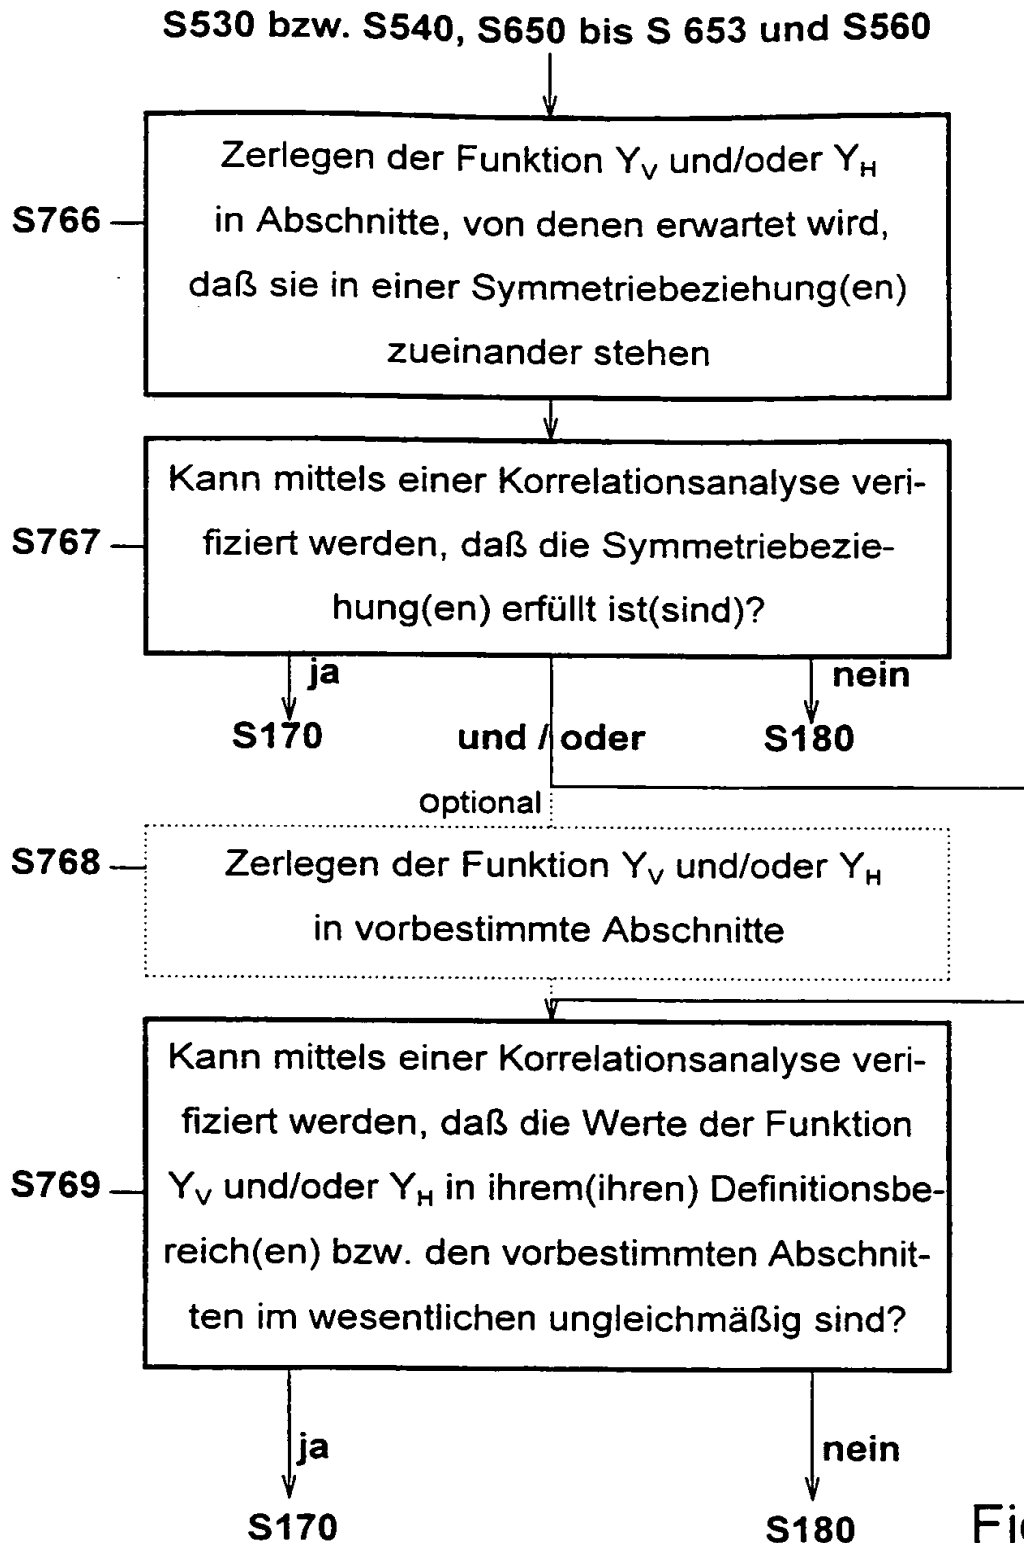 S530 bzw. S540, S650 bis S 653 und S560
Zerlegen der Funktion Y_V und/oder Y_H
S766
in Abschnitte, von denen erwartet wird,
daß sie in einer Symmetriebeziehung(en)
zueinander stehen
Kann mittels einer Korrelationsanalyse veri-
S767
fiziert werden, daß die Symmetriebezie-
hung(en) erfüllt ist(sind)?
ja
nein
S170
und / oder
S180
optional
S768
Zerlegen der Funktion Y_V und/oder Y_H
in vorbestimmte Abschnitte
Kann mittels einer Korrelationsanalyse veri-
fiziert werden, daß die Werte der Funktion
S769
Y_V und/oder Y_H in ihrem(ihren) Definitionsbe-
reich(en) bzw. den vorbestimmten Abschnit-
ten im wesentlichen ungleichmäßig sind?
ja
nein
S170
S180